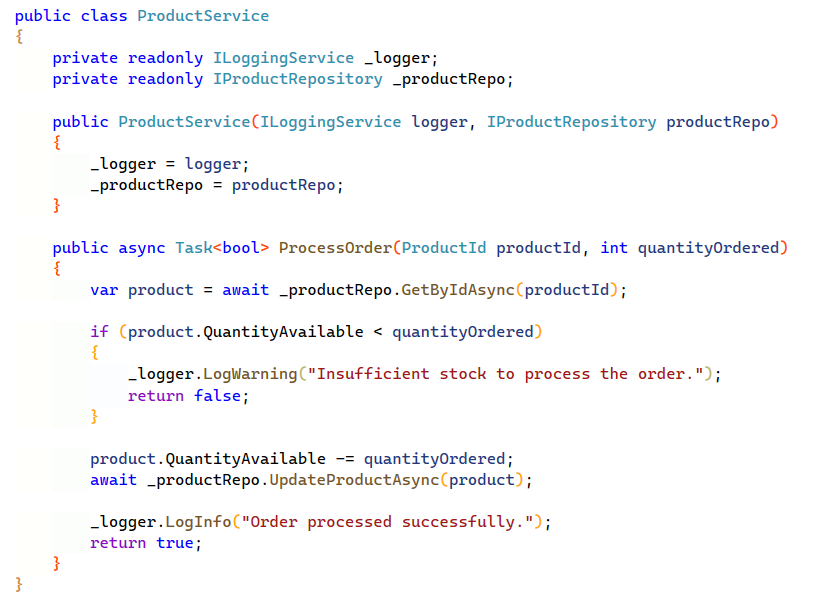 public class ProductService
{
    private readonly ILoggingService _logger;
    private readonly IProductRepository _productRepo;

    public ProductService(ILoggingService logger, IProductRepository productRepo)
    {
        _logger = logger;
        _productRepo = productRepo;
    }

    public async Task<bool> ProcessOrder(ProductId productId, int quantityOrdered)
    {
        var product = await _productRepo.GetByIdAsync(productId);

        if (product.QuantityAvailable < quantityOrdered)
        {
            _logger.LogWarning("Insufficient stock to process the order.");
            return false;
        }

        product.QuantityAvailable -= quantityOrdered;
        await _productRepo.UpdateProductAsync(product);

        _logger.LogInfo("Order processed successfully.");
        return true;
    }
}